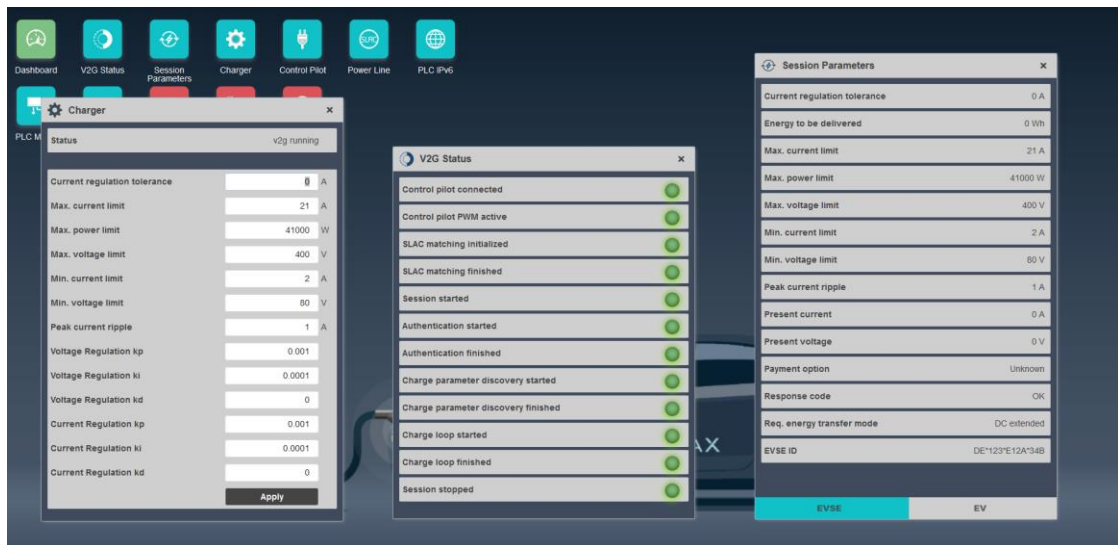 Dashboard
V2G Status
Session
Parameters
Charger
Control Pilot
Power Line
PLC IPv6
SLAC
PLC M
Charger ×
Status v2g running
Current regulation tolerance 0 A
Max. current limit 21 A
Max. power limit 41000 W
Max. voltage limit 400 V
Min. current limit 2 A
Min. voltage limit 80 V
Peak current ripple 1 A
Voltage Regulation kp 0.001
Voltage Regulation ki 0.0001
Voltage Regulation kd 0
Current Regulation kp 0.001
Current Regulation ki 0.0001
Current Regulation kd 0
Apply
V2G Status ×
Control pilot connected
Control pilot PWM active
SLAC matching initialized
SLAC matching finished
Session started
Authentication started
Authentication finished
Charge parameter discovery started
Charge parameter discovery finished
Charge loop started
Charge loop finished
Session stopped
AX
Session Parameters ×
Current regulation tolerance 0 A
Energy to be delivered 0 Wh
Max. current limit 21 A
Max. power limit 41000 W
Max. voltage limit 400 V
Min. current limit 2 A
Min. voltage limit 80 V
Peak current ripple 1 A
Present current 0 A
Present voltage 0 V
Payment option Unknown
Response code OK
Req. energy transfer mode DC extended
EVSE ID DE*123*E12A*34B
EVSE EV